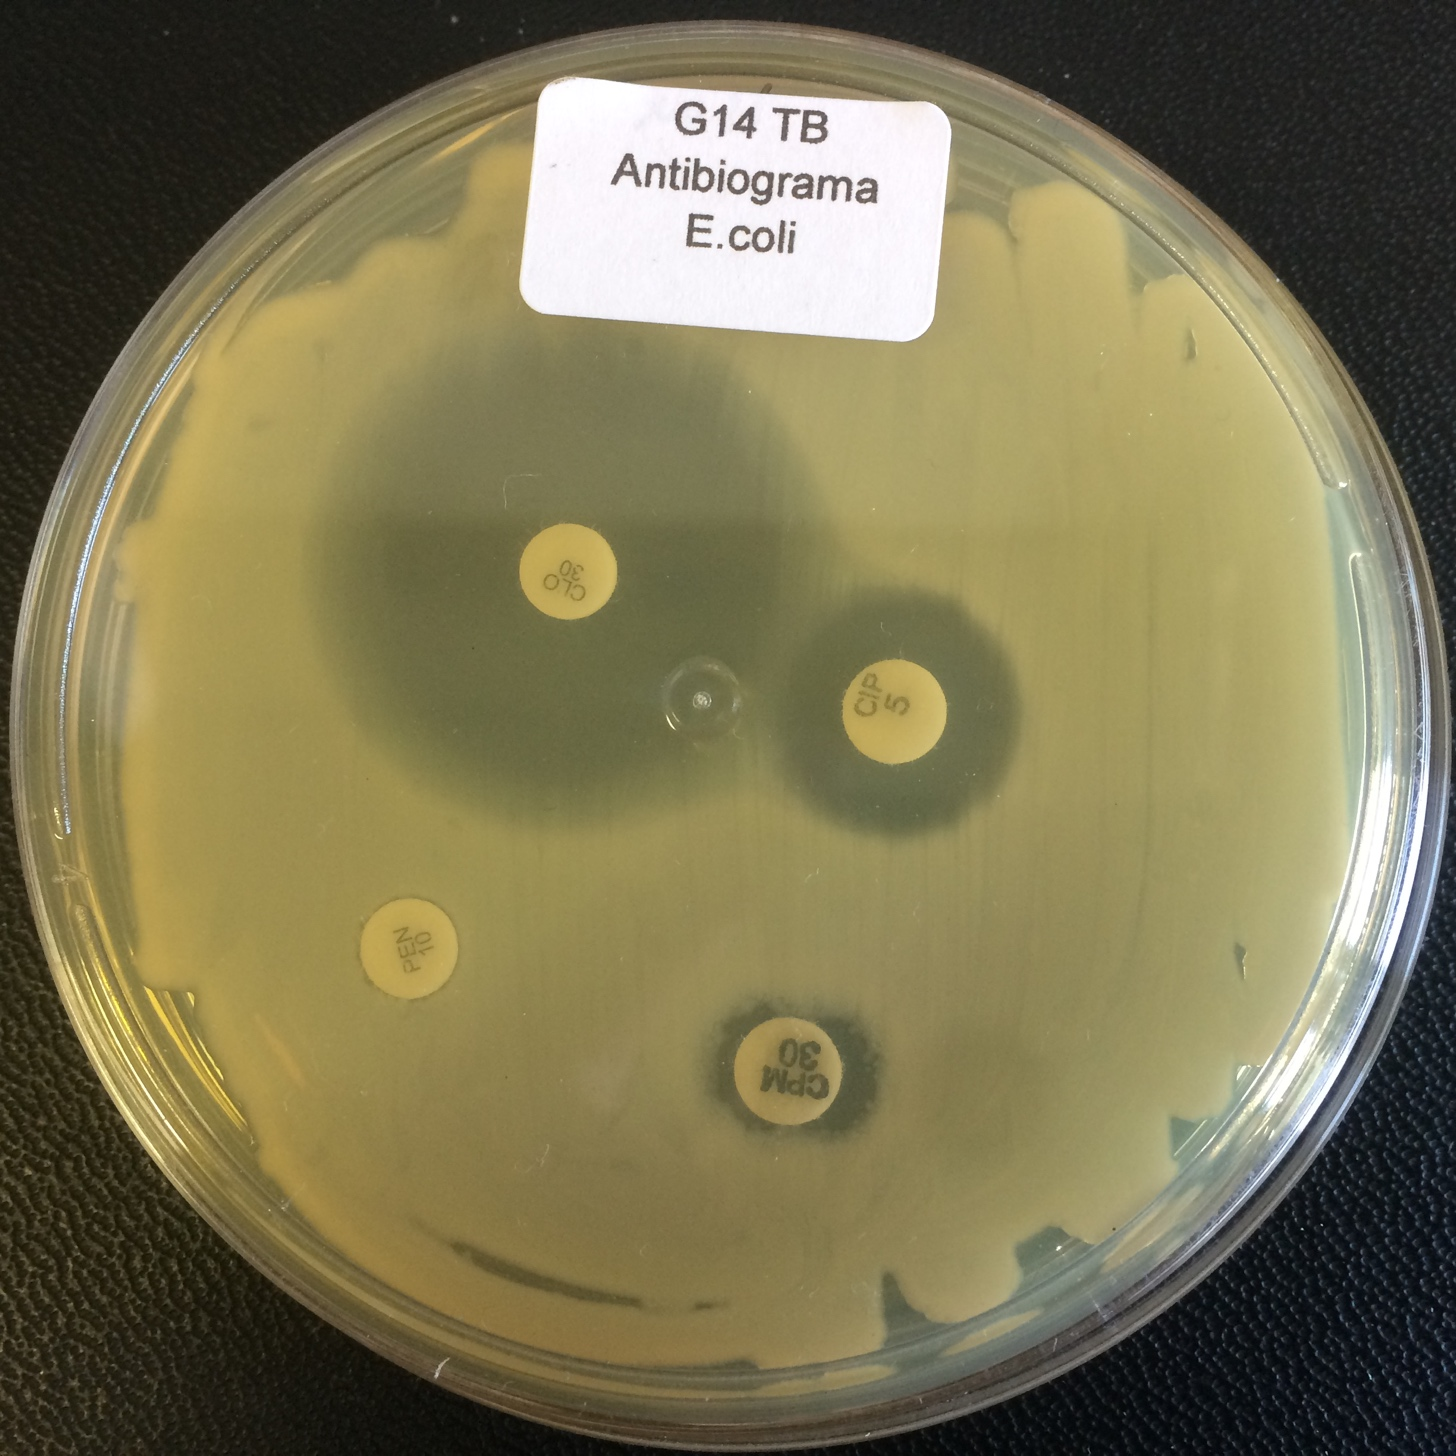 G14 TB
Antibiograma
E.coli
CLO
30
CIP
5
PEN
10
CPM
30